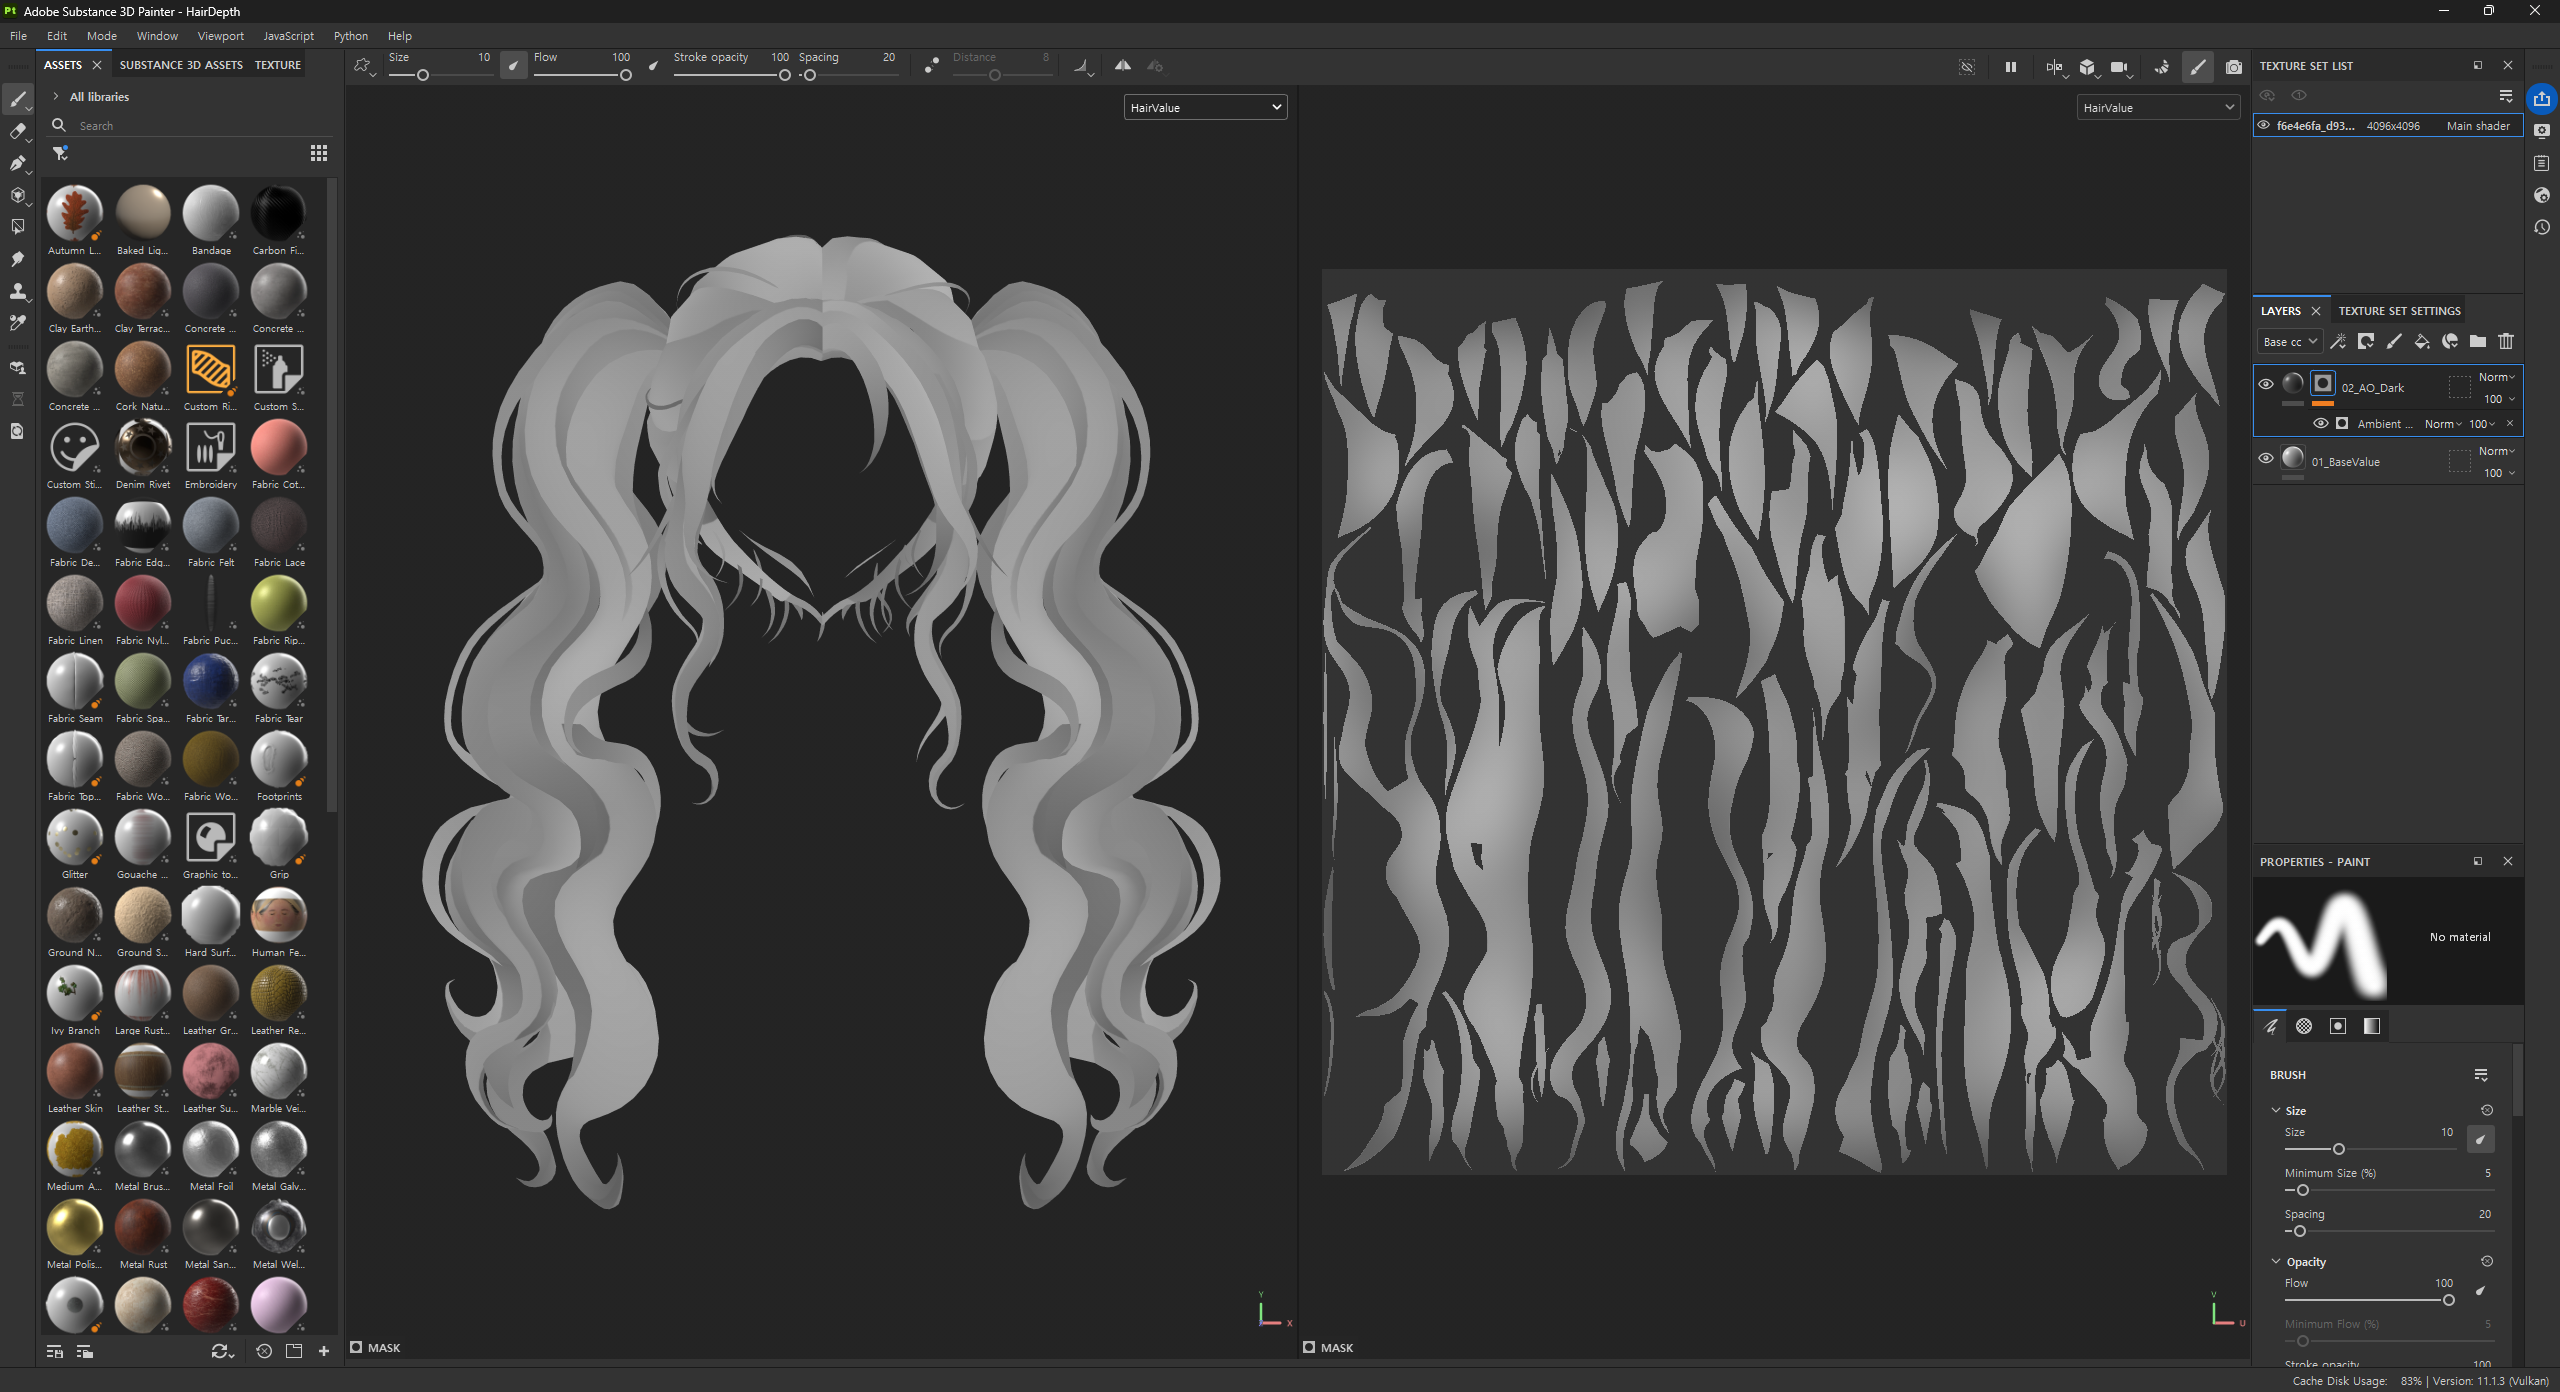 Pt Adobe Substance 3D Painter - HairDepth
File Edit Mode Window Viewport JavaScript Python Help
ASSETS SUBSTANCE 3D ASSETS TEXTURE
Size 10 Flow 100 Stroke opacity 100 Spacing 20 Distance 8
TEXTURE SET LIST
All libraries
Search
HairValue
HairValue
f6e4e6fa_d93... 4096x4096 Main shader
Autumn L... Baked Lig... Bandage Carbon Fi...
Clay Earth... Clay Terrac... Concrete ... Concrete ...
Concrete ... Cork Natu... Custom Ri... Custom S...
Custom Sti... Denim Rivet Embroidery Fabric Cot...
Fabric De... Fabric Edg... Fabric Felt Fabric Lace
Fabric Linen Fabric Nyl... Fabric Puc... Fabric Rip...
Fabric Seam Fabric Spa... Fabric Tar... Fabric Tear
Fabric Top... Fabric Wo... Fabric Wo... Footprints
Glitter Gouache ... Graphic to... Grip
Ground N... Ground S... Hard Surf... Human Fe...
Ivy Branch Large Rust... Leather Gr... Leather Re...
Leather Skin Leather St... Leather Su... Marble Vei...
Medium A... Metal Brus... Metal Foil Metal Galv...
Metal Polis... Metal Rust Metal San... Metal Wel...
LAYERS TEXTURE SET SETTINGS
Base cc
02_AO_Dark Norm
100
Ambient ... Norm 100
01_BaseValue Norm
100
PROPERTIES - PAINT
No material
BRUSH
Size
Size 10
Minimum Size (%) 5
Spacing 20
Opacity
Flow 100
Minimum Flow (%) 5
Stroke opacity 100
Y
X
V
U
MASK
MASK
Cache Disk Usage: 83% | Version: 11.1.3 (Vulkan)